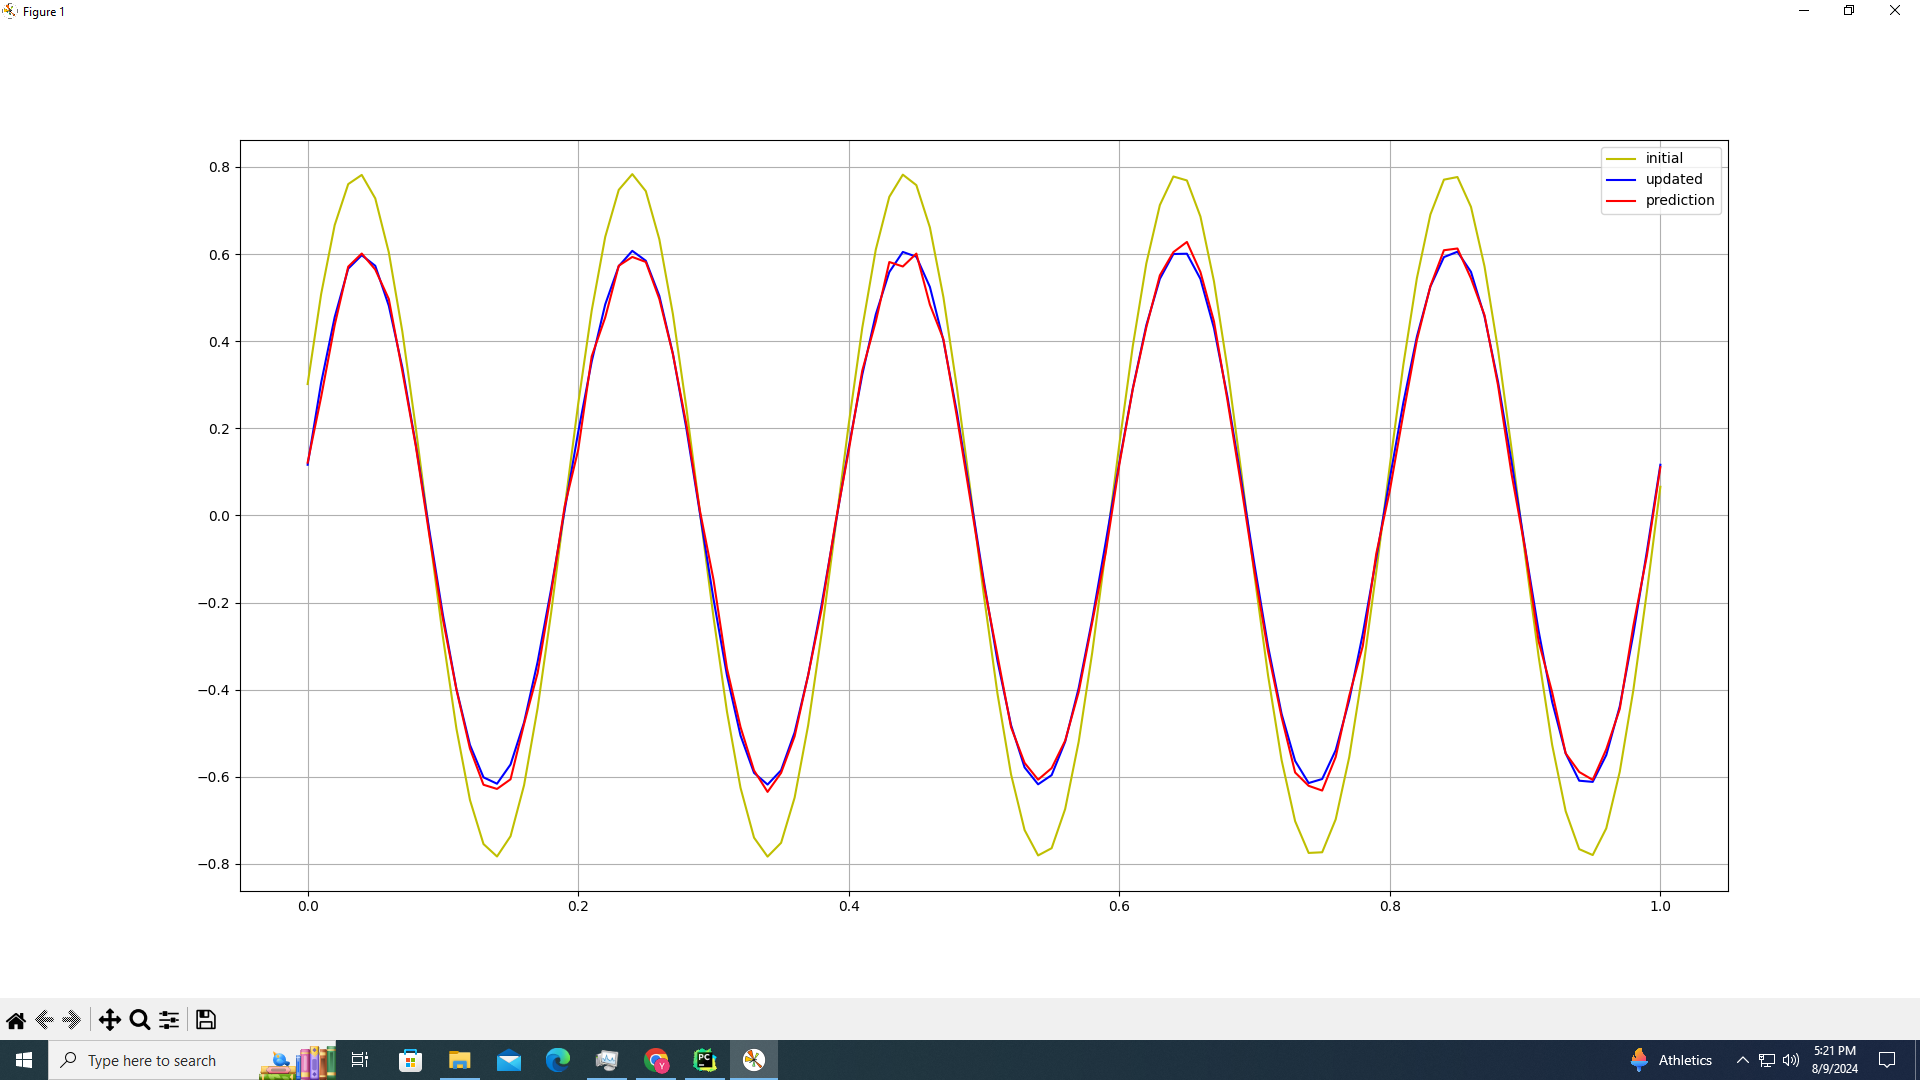 Figure 1
initial
updated
prediction
0.8
0.6
0.4
0.2
0.0
−0.2
−0.4
−0.6
−0.8
0.0 0.2 0.4 0.6 0.8 1.0
Type here to search
PC
Y
Athletics
5:21 PM
8/9/2024